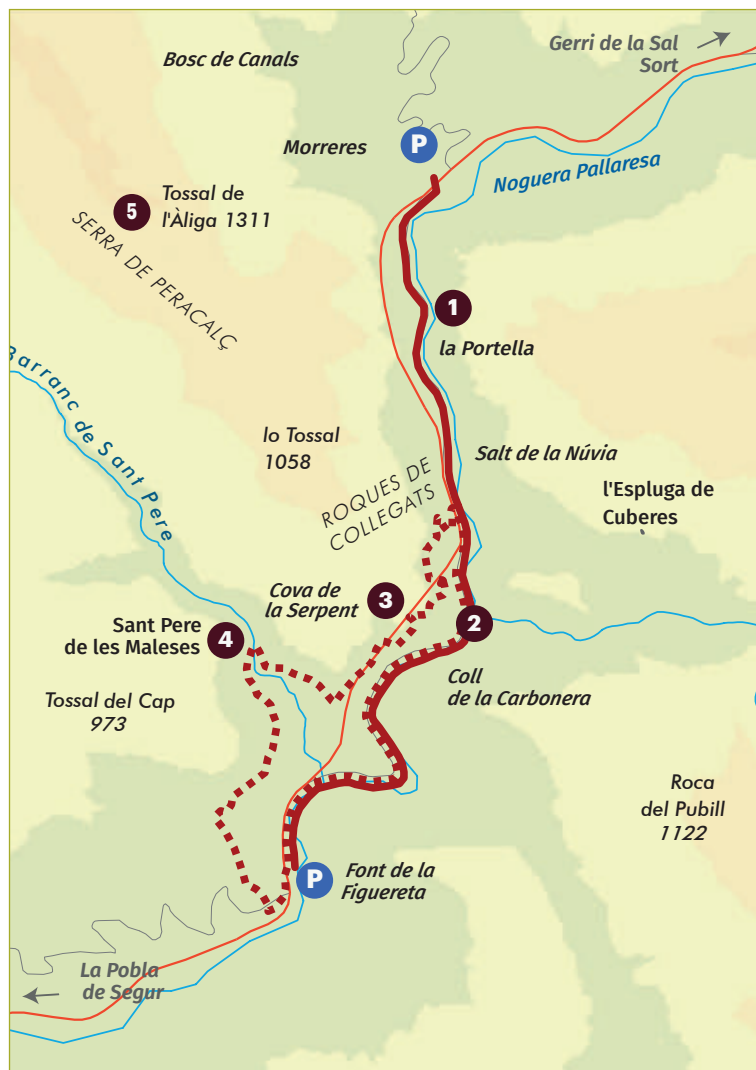 Gerri de la Sal
Sort
Bosc de Canals
P
Morreres
Noguera Pallaresa
5
Tossal de
l'Àliga 1311
SERRA DE PERACALÇ
1
la Portella
Barranc de Sant Pere
lo Tossal
1058
Salt de la Núvia
ROQUES DE
COLLEGATS
l'Espluga de
Cuberes
Cova de
la Serpent
3
2
Sant Pere
de les Maleses
4
Coll
de la Carbonera
Tossal del Cap
973
Roca
del Pubill
1122
P
Font de la
Figuereta
La Pobla
de Segur